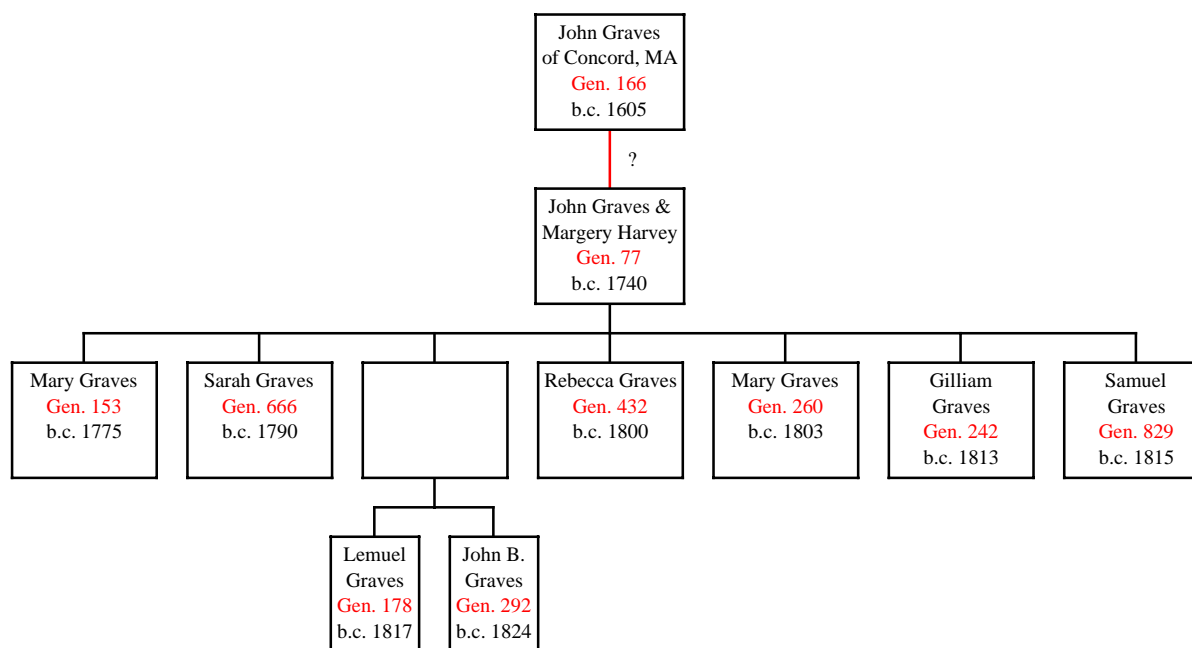 John Graves
of Concord, MA
Gen. 166
b.c. 1605
?
John Graves &
Margery Harvey
Gen. 77
b.c. 1740
Mary Graves
Gen. 153
b.c. 1775
Sarah Graves
Gen. 666
b.c. 1790
Rebecca Graves
Gen. 432
b.c. 1800
Mary Graves
Gen. 260
b.c. 1803
Gilliam
Graves
Gen. 242
b.c. 1813
Samuel
Graves
Gen. 829
b.c. 1815
Lemuel
Graves
Gen. 178
b.c. 1817
John B.
Graves
Gen. 292
b.c. 1824